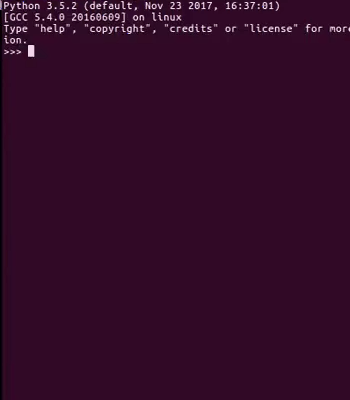 Python 3.5.2 (default, Nov 23 2017, 16:37:01)
[GCC 5.4.0 20160609] on linux
Type "help", "copyright", "credits" or "license" for more
ion.
>>>